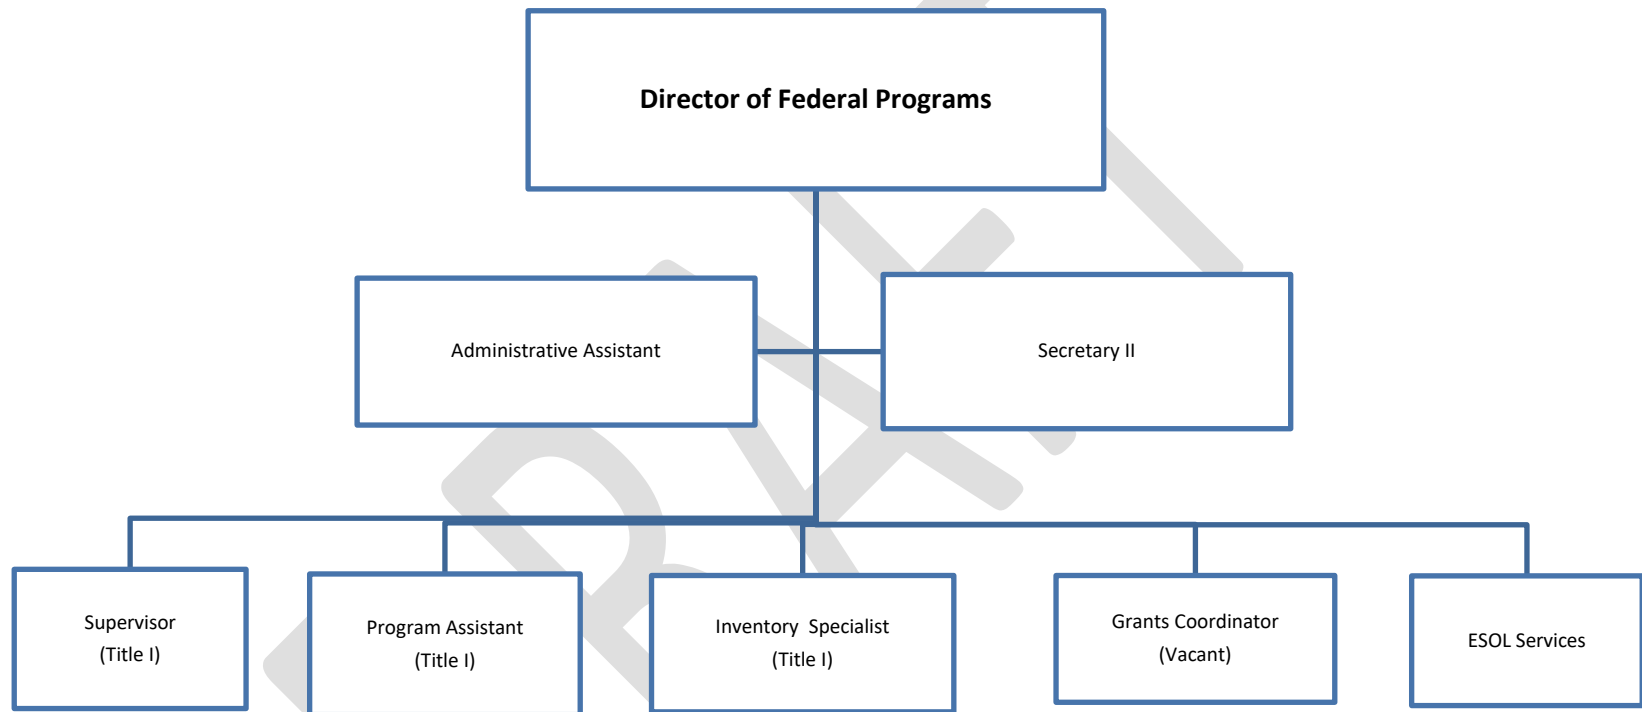 Director of Federal Programs
Administrative Assistant
Secretary II
Supervisor
(Title I)
Program Assistant
(Title I)
Inventory Specialist
(Title I)
Grants Coordinator
(Vacant)
ESOL Services
DRAFT